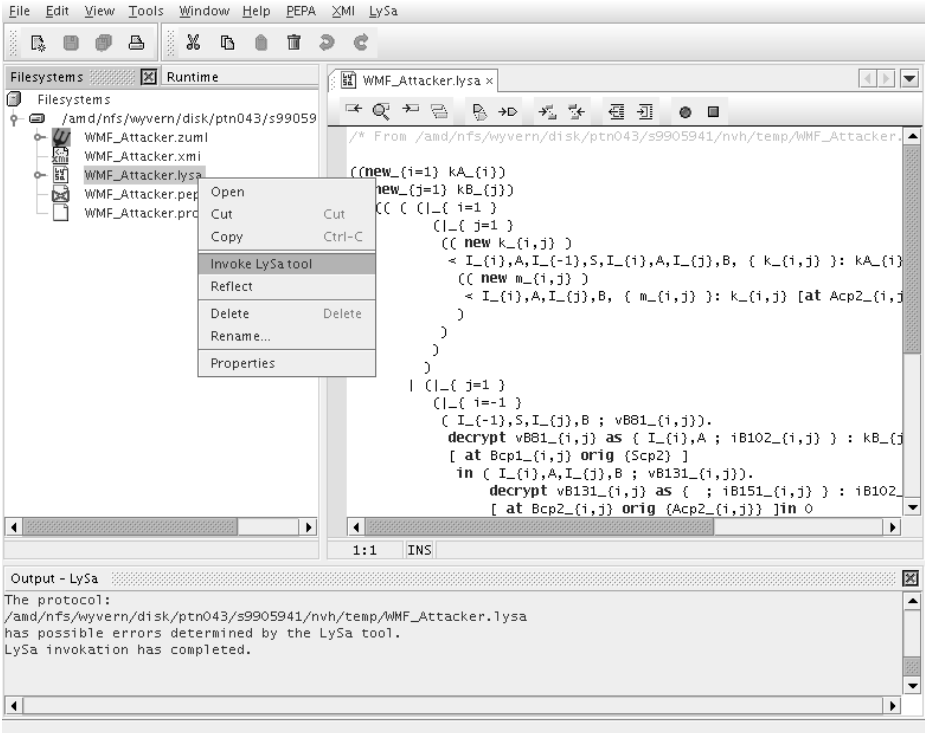 File Edit View Tools Window Help PEPA XMI LySa
Filesystems Runtime
Filesystems
/amd/nfs/wyvern/disk/ptn043/s99059
WMF_Attacker.zuml
WMF_Attacker.xmi
WMF_Attacker.lysa
WMF_Attacker.pep
WMF_Attacker.pro
Open
Cut Cut
Copy Ctrl-C
Invoke LySa tool
Reflect
Delete Delete
Rename...
Properties
WMF_Attacker.lysa ×
/* From /amd/nfs/wyvern/disk/ptn043/s9905941/nvh/temp/WMF_Attacker.
((new_{i=1} kA_{i})
new_{j=1} kB_{j})
(( ( (|_{ i=1 }
(|_{ j=1 }
(( new k_{i,j} )
< I_{i},A,I_{-1},S,I_{i},A,I_{j},B, { k_{i,j} }: kA_{i}
(( new m_{i,j} )
< I_{i},A,I_{j},B, { m_{i,j} }: k_{i,j} [at Acp2_{i,j
)
)
)
)
| (|_{ j=1 }
(|_{ i=-1 }
( I_{-1},S,I_{j},B ; vB81_{i,j}).
decrypt vB81_{i,j} as { I_{i},A ; iB102_{i,j} } : kB_{j
[ at Bcp1_{i,j} orig {Scp2} ]
in ( I_{i},A,I_{j},B ; vB131_{i,j}).
decrypt vB131_{i,j} as {  ; iB151_{i,j} } : iB102_
[ at Bcp2_{i,j} orig {Acp2_{i,j}} ]in 0
1:1 INS
Output - LySa
The protocol:
/amd/nfs/wyvern/disk/ptn043/s9905941/nvh/temp/WMF_Attacker.lysa
has possible errors determined by the LySa tool.
LySa invokation has completed.